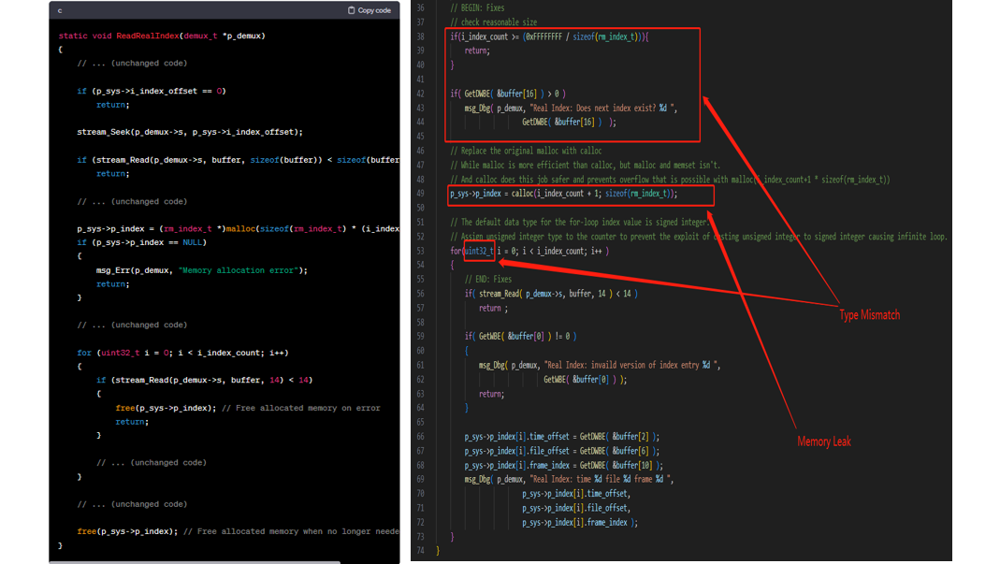 c
Copy code
static void ReadRealIndex(demux_t *p_demux)
{
// ... (unchanged code)
if (p_sys->i_index_offset == 0)
return;
stream_Seek(p_demux->s, p_sys->i_index_offset);
if (stream_Read(p_demux->s, buffer, sizeof(buffer)) < sizeof(buffer
return;
// ... (unchanged code)
p_sys->p_index = (rm_index_t *)malloc(sizeof(rm_index_t) * (i_index
if (p_sys->p_index == NULL)
{
msg_Err(p_demux, "Memory allocation error");
return;
}
// ... (unchanged code)
for (uint32_t i = 0; i < i_index_count; i++)
{
if (stream_Read(p_demux->s, buffer, 14) < 14)
{
free(p_sys->p_index); // Free allocated memory on error
return;
}
// ... (unchanged code)
}
// ... (unchanged code)
free(p_sys->p_index); // Free allocated memory when no longer neede
}
36 // BEGIN: Fixes
37 // check reasonable size
38 if(i_index_count >= (0xFFFFFFFF / sizeof(rm_index_t))){
39 return;
40 }
41
42 if( GetDWBE( &buffer[16] ) > 0 )
43 msg_Dbg( p_demux, "Real Index: Does next index exist? %d ",
44 GetDWBE( &buffer[16] ) );
45
46 // Replace the original malloc with calloc
47 // While malloc is more efficient than calloc, but malloc and memset isn't.
48 // And calloc does this job safer and prevents overflow that is possible with malloc(i_index_count+1 * sizeof(rm_index_t))
49 p_sys->p_index = calloc(i_index_count + 1; sizeof(rm_index_t));
50
51 // The default data type for the for-loop index value is signed integer.
52 // Assign unsigned integer type to the counter to prevent the exploit of casting unsigned integer to signed integer causing infinite loop.
53 for(uint32_t i = 0; i < i_index_count; i++ )
54 {
55 // END: Fixes
56 if( stream_Read( p_demux->s, buffer, 14 ) < 14 )
57 return ;
58
59 if( GetWBE( &buffer[0] ) != 0 )
60 {
61 msg_Dbg( p_demux, "Real Index: invaild version of index entry %d ",
62 GetWBE( &buffer[0] ) );
63 return;
64 }
65
66 p_sys->p_index[i].time_offset = GetDWBE( &buffer[2] );
67 p_sys->p_index[i].file_offset = GetDWBE( &buffer[6] );
68 p_sys->p_index[i].frame_index = GetDWBE( &buffer[10] );
69 msg_Dbg( p_demux, "Real Index: time %d file %d frame %d ",
70 p_sys->p_index[i].time_offset,
71 p_sys->p_index[i].file_offset,
72 p_sys->p_index[i].frame_index );
73 }
74 }
Type Mismatch
Memory Leak